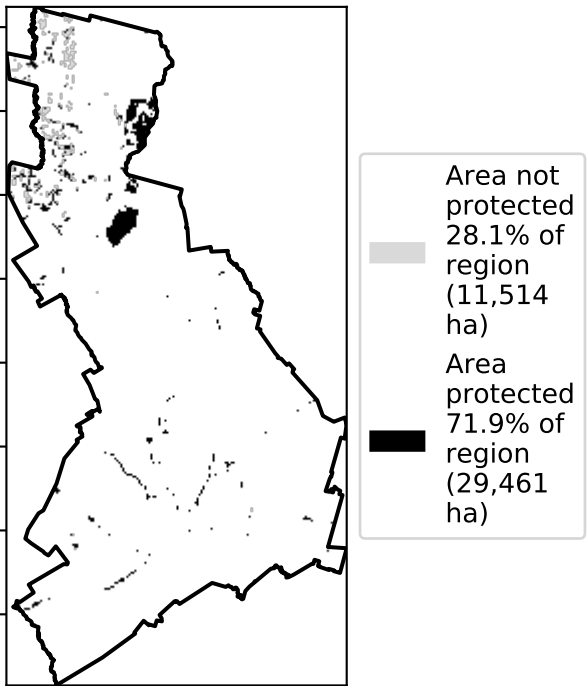 Area not
protected
28.1% of
region
(11,514
ha)
Area
protected
71.9% of
region
(29,461
ha)